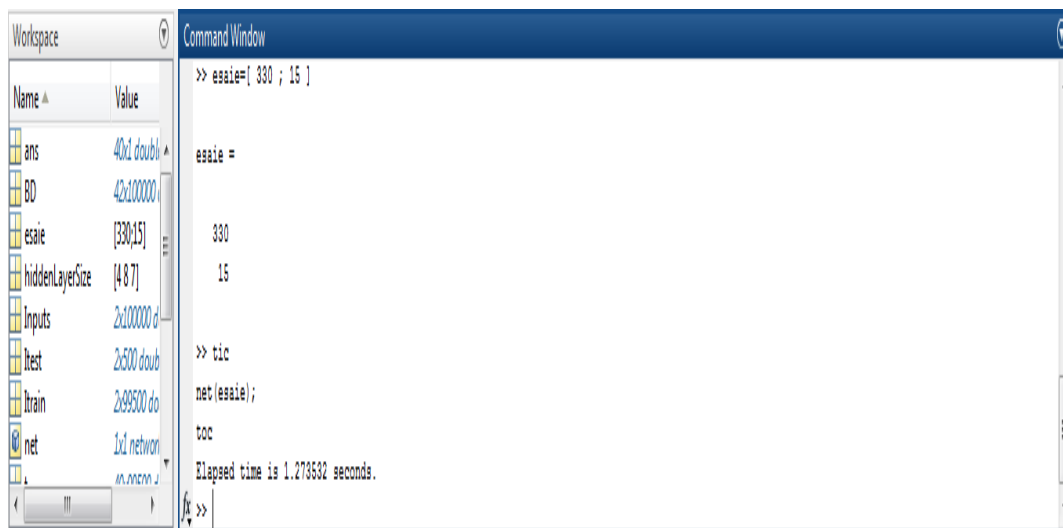 Workspace
Name Value
ans 40x1 double
BD 42x100000
esaie [330;15]
hiddenLayerSize [4 8 7]
Inputs 2x100000 d
Itest 2x500 doub
Itrain 2x99500 do
net 1x1 networ
Command Window
>> esaie=[ 330 ; 15 ]
esaie =
330
15
>> tic
net(esaie);
toc
Elapsed time is 1.273532 seconds.
fx >>